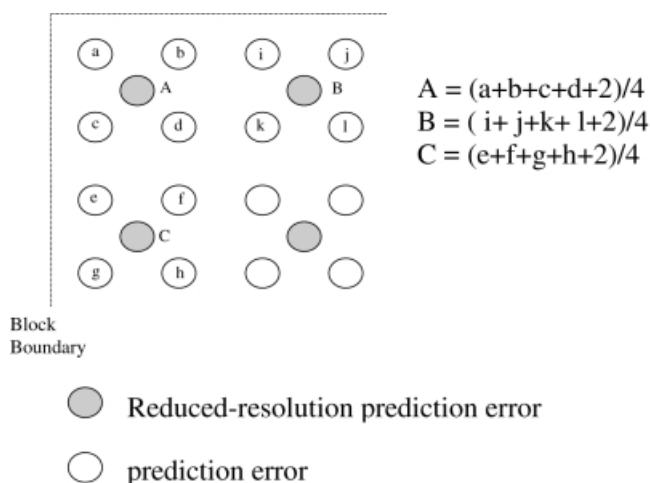 a b i j
A B
c d k l
A = (a+b+c+d+2)/4
B = ( i+ j+k+ l+2)/4
C = (e+f+g+h+2)/4
e f
C
g h
Block
Boundary
Reduced-resolution prediction error
prediction error